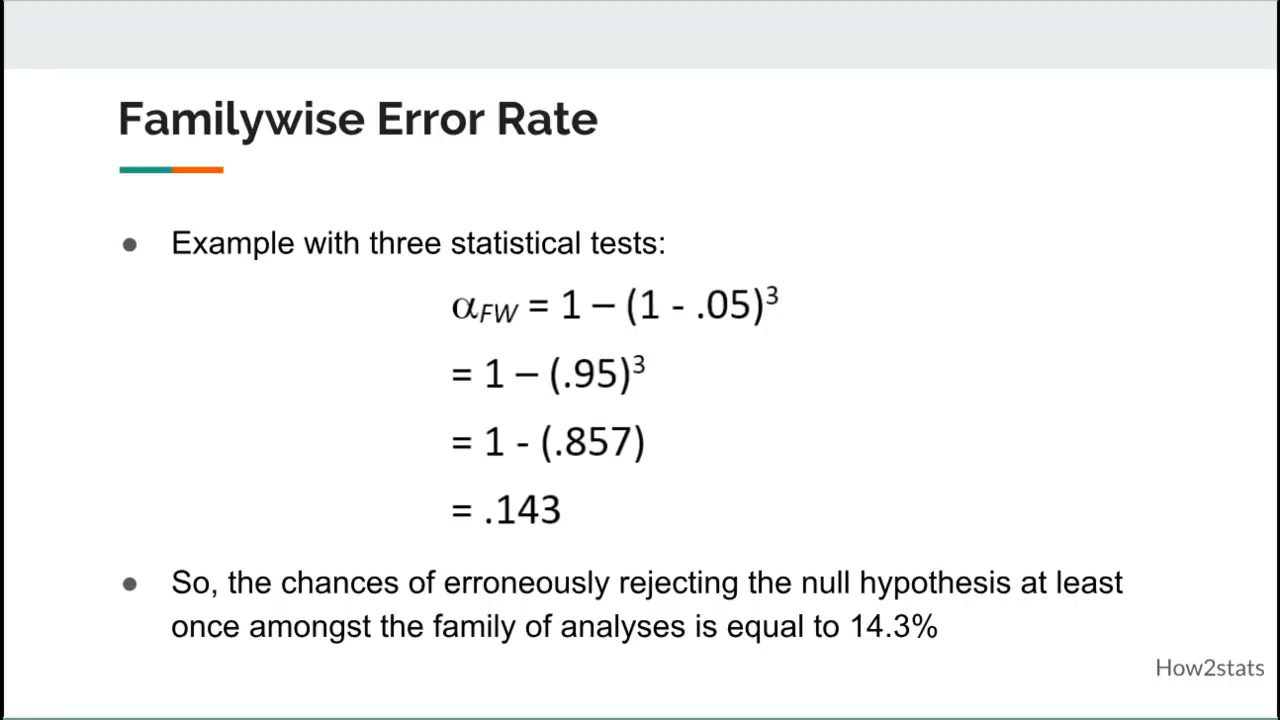 Familywise Error Rate
● Example with three statistical tests:
αFW = 1 – (1 - .05)³
= 1 – (.95)³
= 1 - (.857)
= .143
● So, the chances of erroneously rejecting the null hypothesis at least
once amongst the family of analyses is equal to 14.3%
How2stats